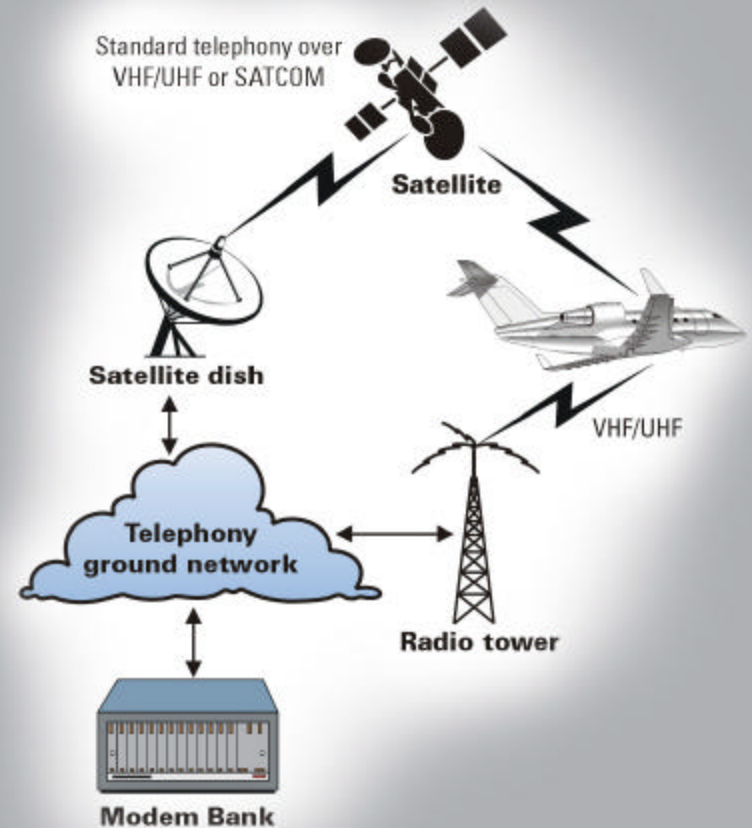 Standard telephony over
VHF/UHF or SATCOM
Satellite
Satellite dish
VHF/UHF
Telephony
ground network
Radio tower
Modem Bank